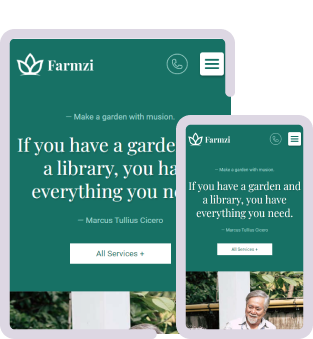 Farmzi
— Make a garden with musion.
If you have a garde
a library, you ha
everything you n
— Marcus Tullius Cicero
All Services +
Farmzi
— Make a garden with musion.
If you have a garden and
a library, you have
everything you need.
— Marcus Tullius Cicero
All Services +